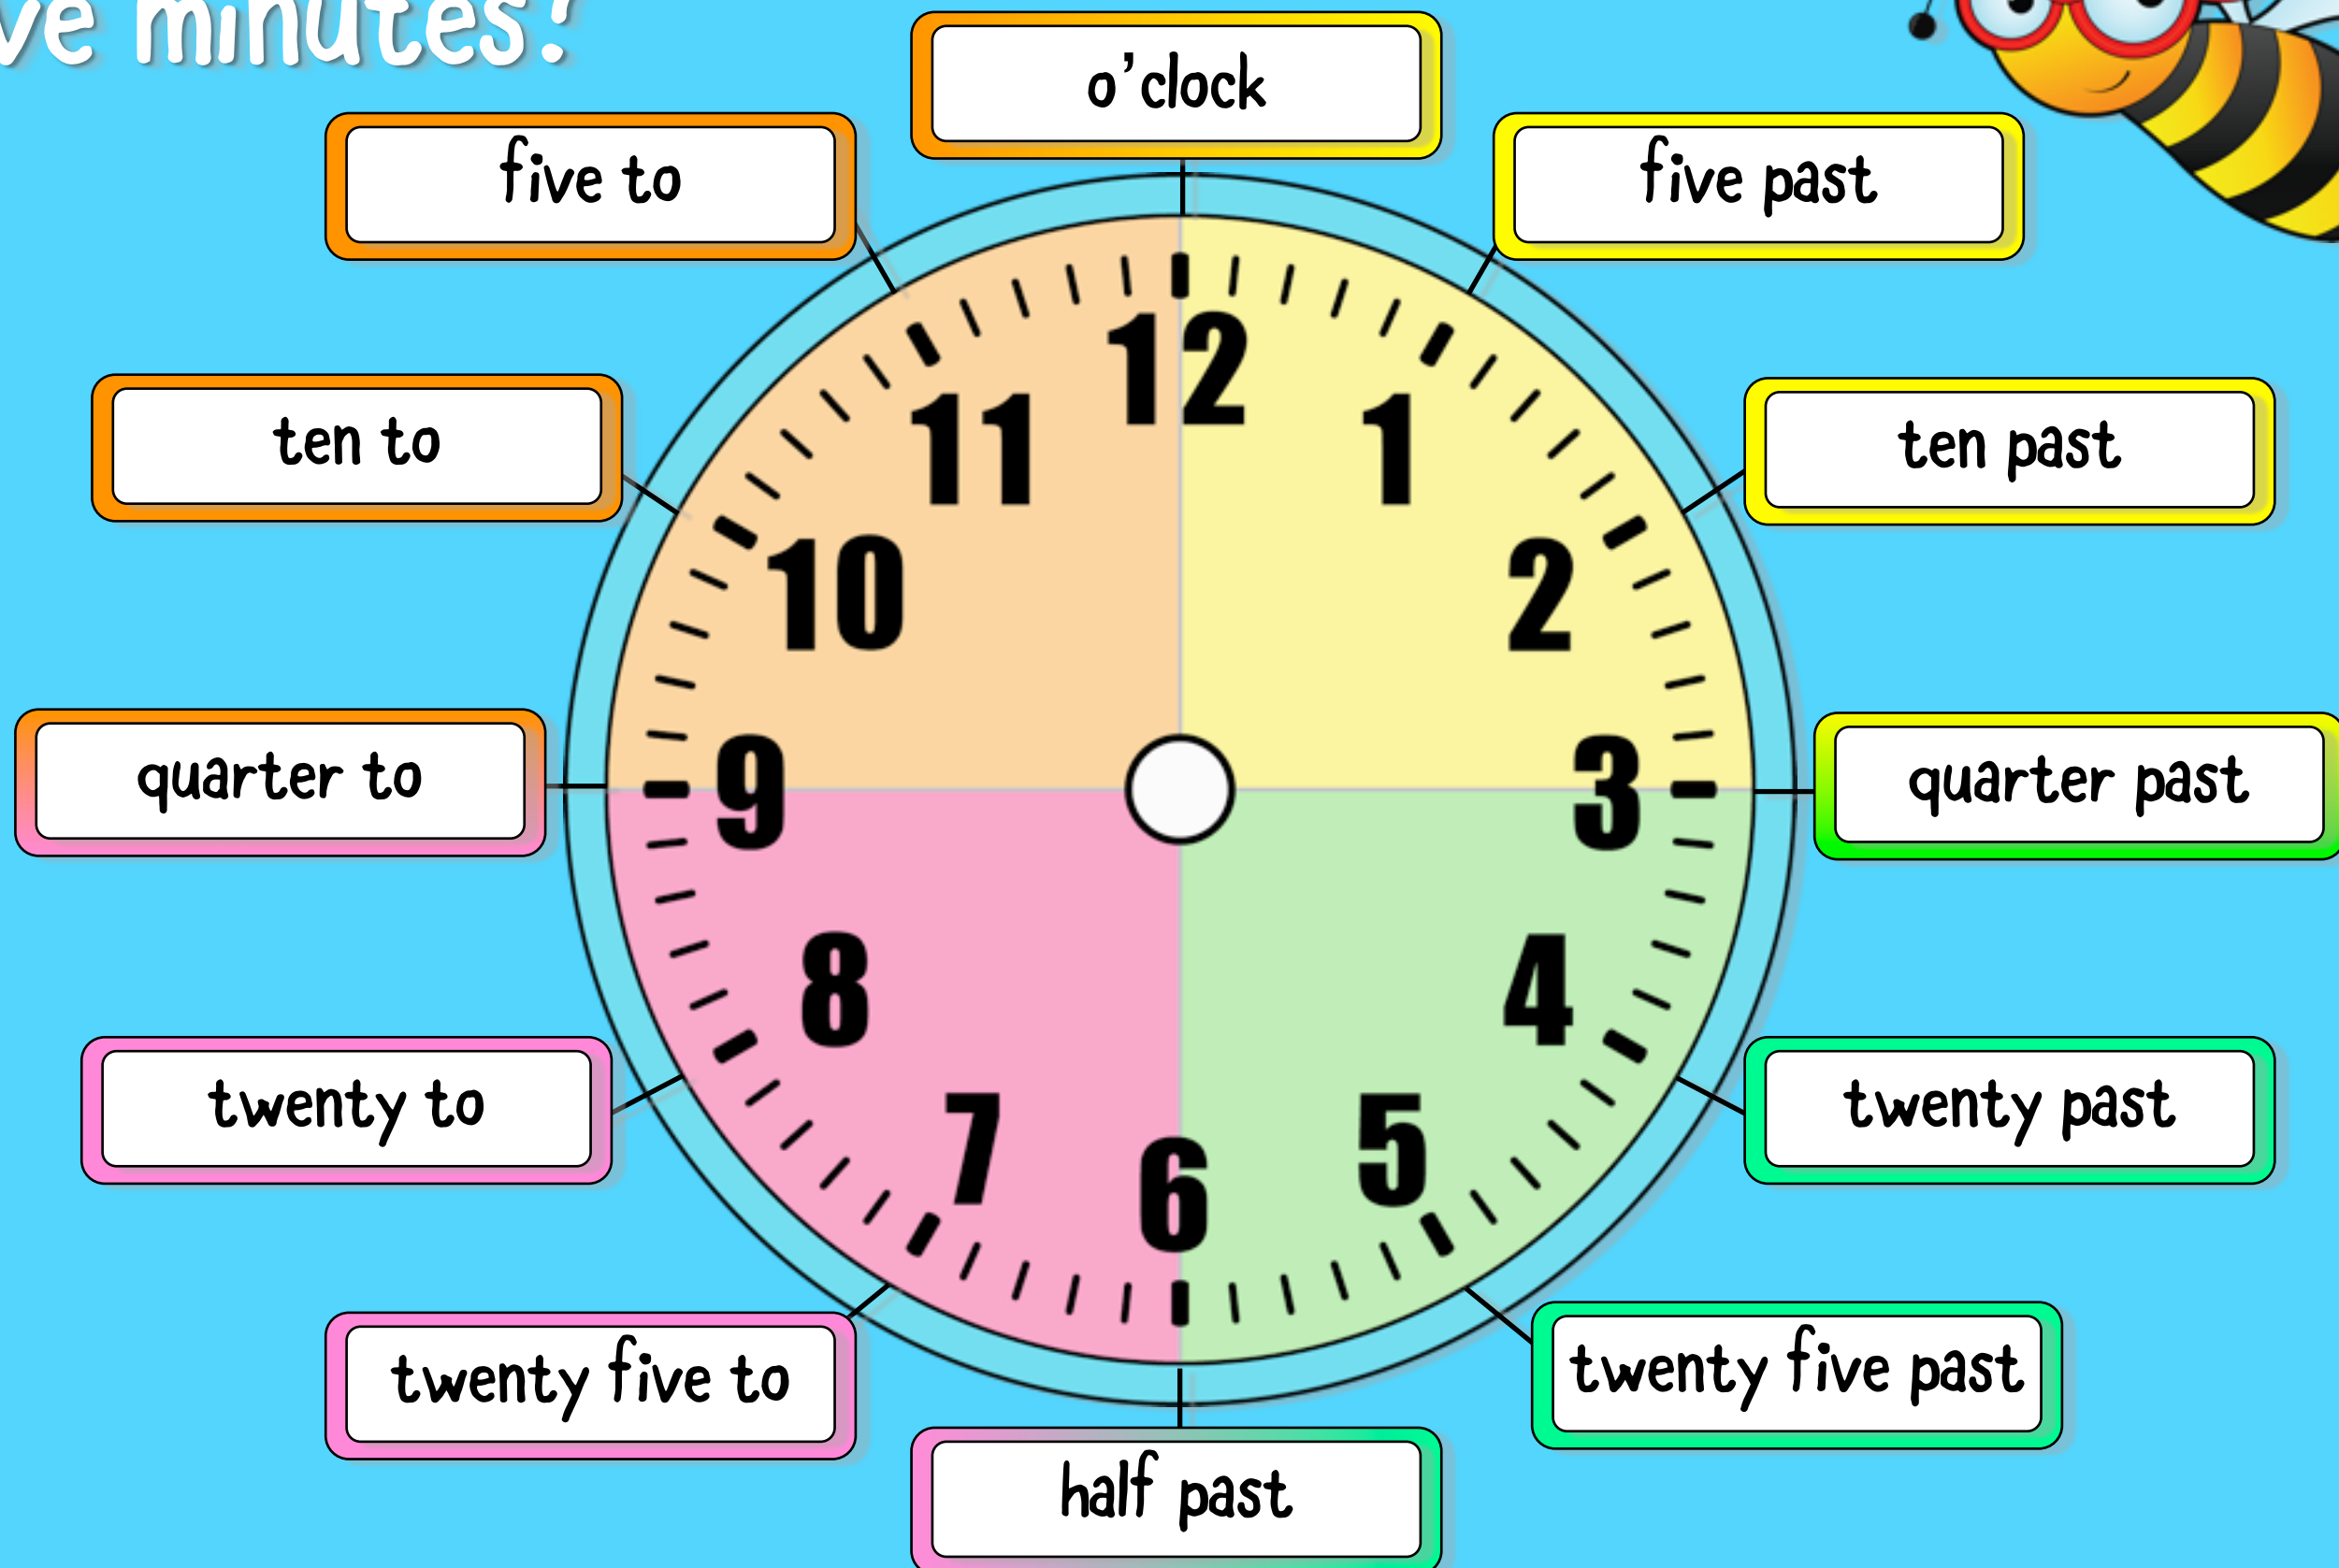 minutes!
o'clock
five to
five past
ten to
ten past
quarter to
quarter past
twenty to
twenty past
twenty five to
twenty five past
half past
12
11
1
10
2
9
3
8
4
7
5
6